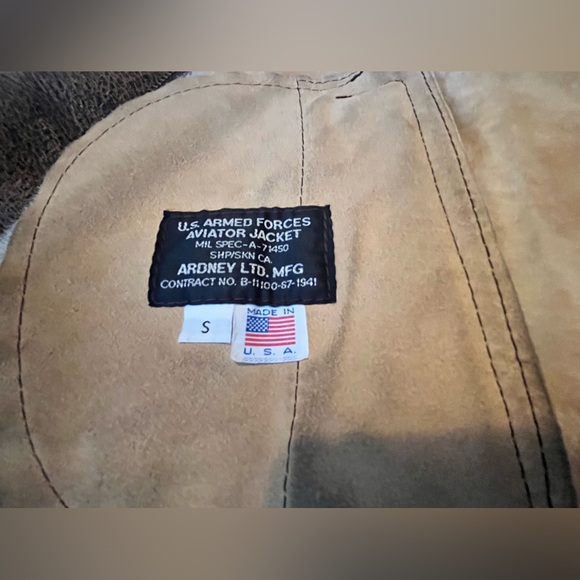 U.S. ARMED FORCES
AVIATOR JACKET
MIL SPEC-A-71450
SHP/SKN CA.
ARDNEY LTD. MFG
CONTRACT NO. B-11100-67-1941
S
MADE IN
U. S. A.